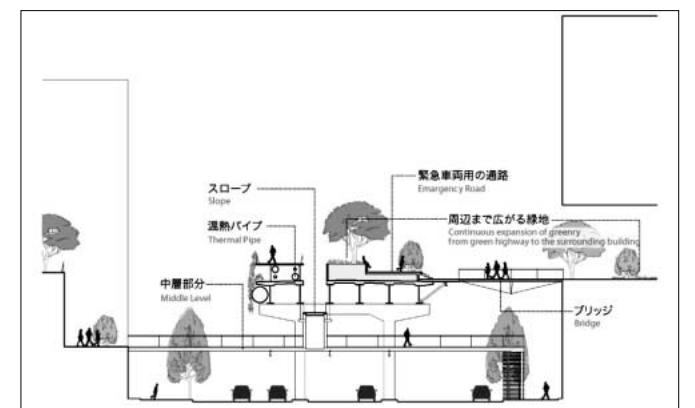 緊急車両用の通路
Emargency Road
スロープ
Slope
周辺まで広がる緑地
Continuous expansion of greenry
from green highway to the surrounding building
温熱パイプ
Thermal Pipe
中層部分
Middle Level
ブリッジ
Bridge